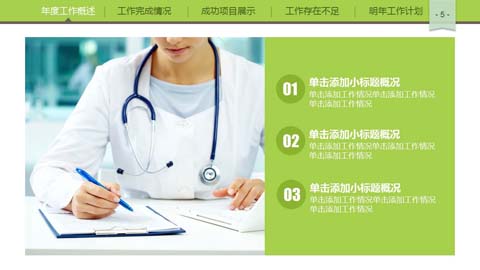 年度工作概述 工作完成情况 成功项目展示 工作存在不足 明年工作计划 - 5 -
01 单击添加小标题概况
单击添加工作情况单击添加工作情况
单击添加工作情况
02 单击添加小标题概况
单击添加工作情况单击添加工作情况
单击添加工作情况
03 单击添加小标题概况
单击添加工作情况单击添加工作情况
单击添加工作情况